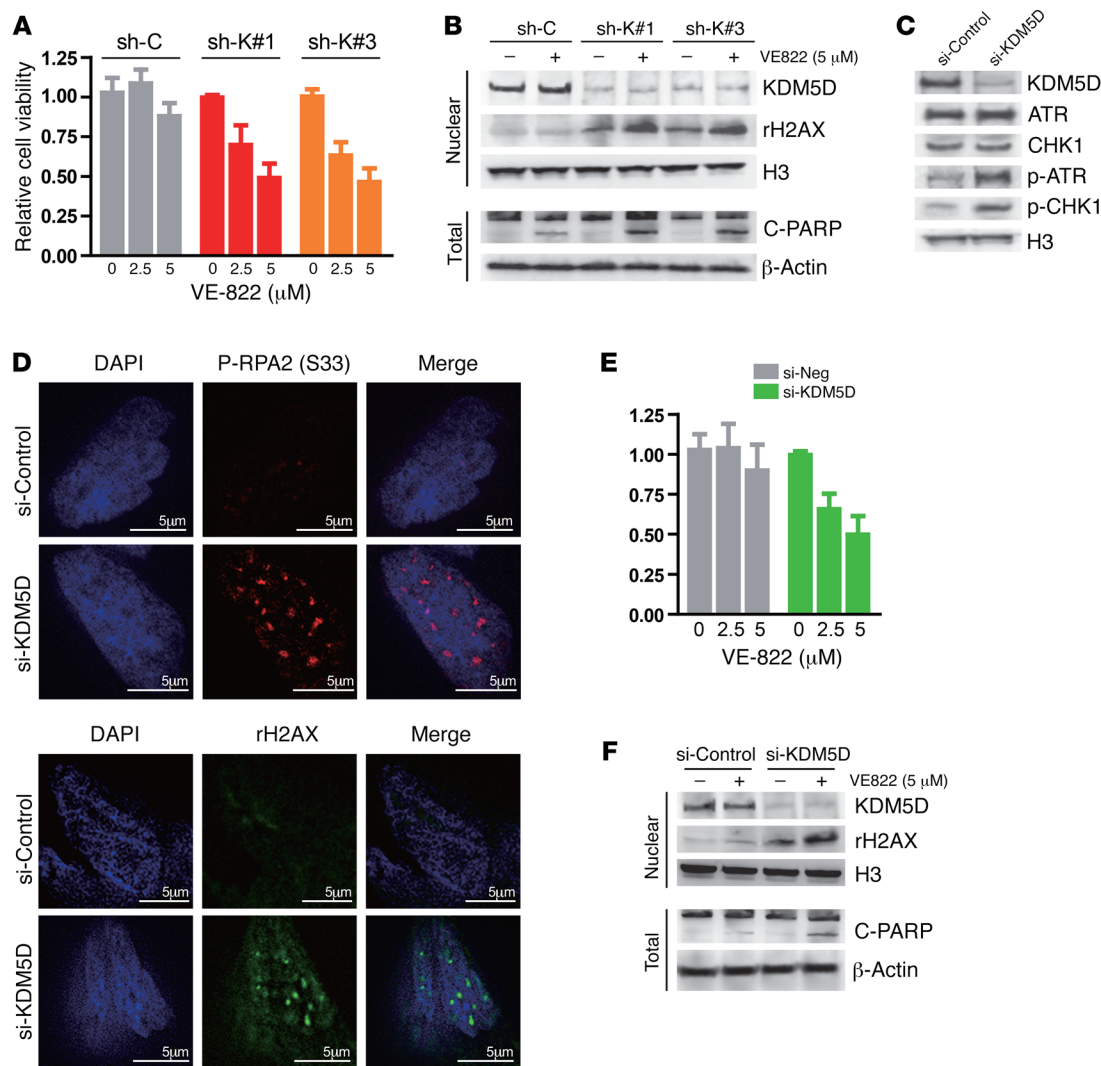 A
sh-C sh-K#1 sh-K#3
Relative cell viability
1.25
1.00
0.75
0.50
0.25
0.00
0 2.5 5 0 2.5 5 0 2.5 5
VE-822 (μM)
B
sh-C sh-K#1 sh-K#3
– + – + – + VE822 (5 μM)
Nuclear
KDM5D
rH2AX
H3
Total
C-PARP
β-Actin
C
si-Control si-KDM5D
KDM5D
ATR
CHK1
p-ATR
p-CHK1
H3
D
DAPI P-RPA2 (S33) Merge
si-Control
5μm 5μm 5μm
si-KDM5D
5μm 5μm 5μm
DAPI rH2AX Merge
si-Control
5μm 5μm 5μm
si-KDM5D
5μm 5μm 5μm
E
si-Neg
si-KDM5D
1.25
1.00
0.75
0.50
0.25
0.00
0 2.5 5 0 2.5 5
VE-822 (μM)
F
si-Control si-KDM5D
– + – + VE822 (5 μM)
Nuclear
KDM5D
rH2AX
H3
Total
C-PARP
β-Actin